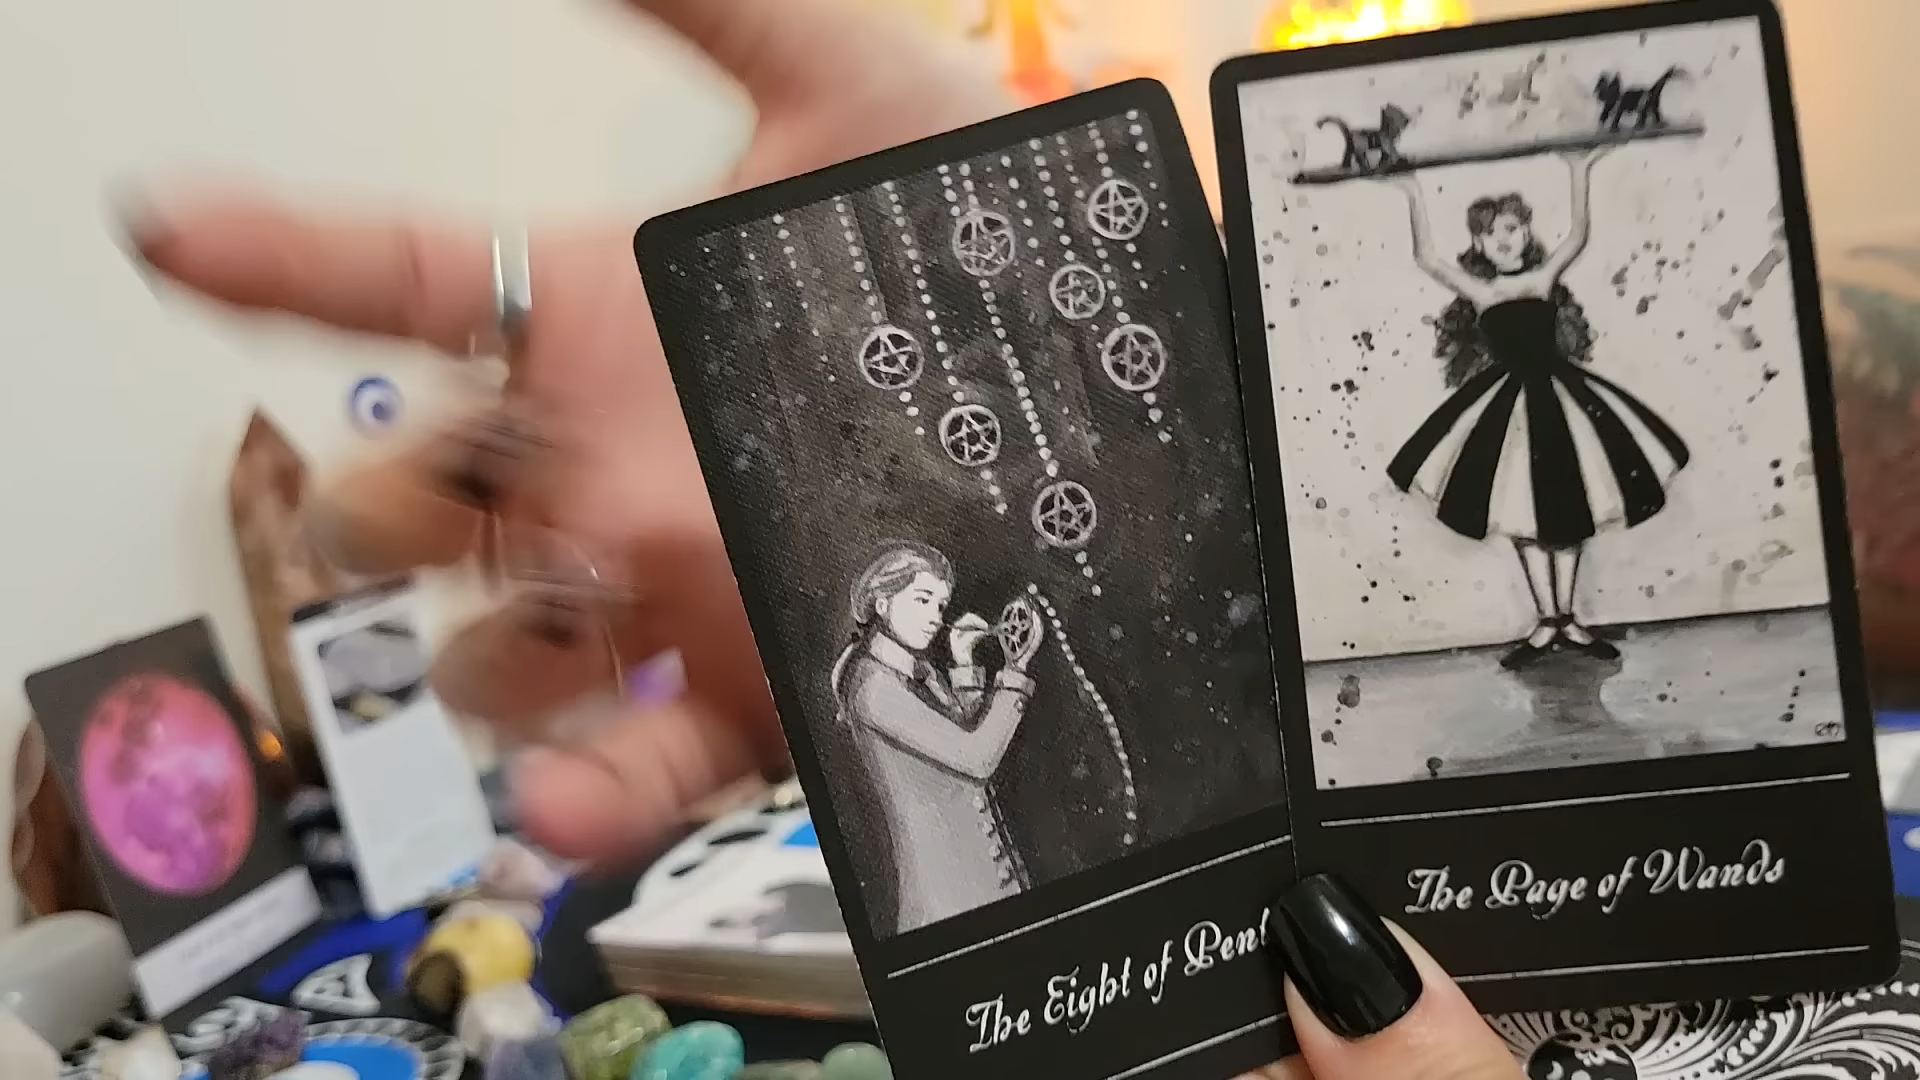 The Eight of Pent
The Page of Wands